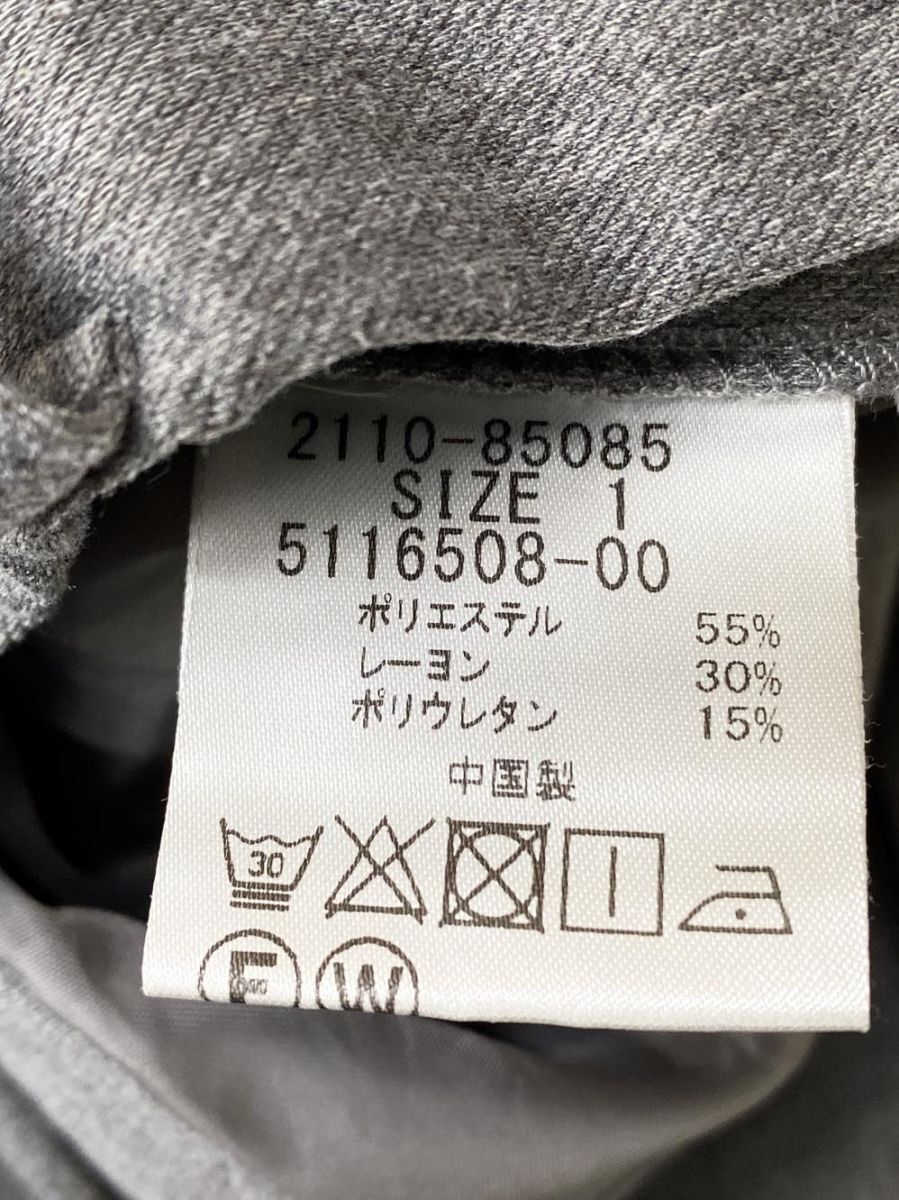 2110-85085
SIZE 1
5116508-00
ポリエステル 55%
レーヨン 30%
ポリウレタン 15%
中国製
30
F W